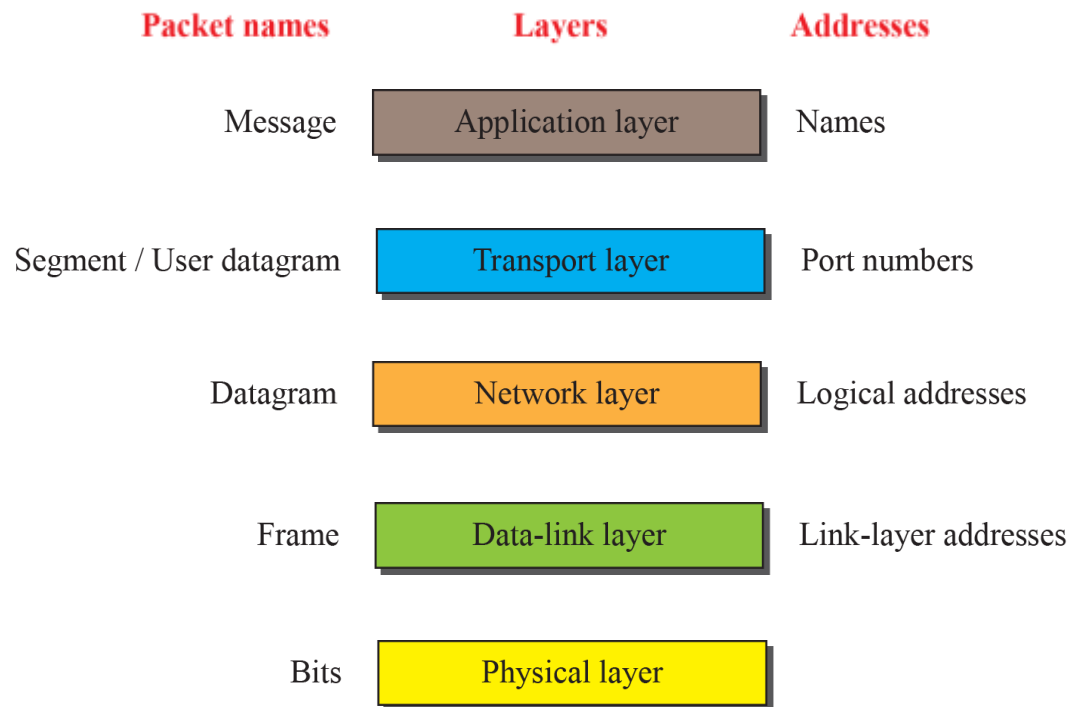 Packet names Layers Addresses
Message Application layer Names
Segment / User datagram Transport layer Port numbers
Datagram Network layer Logical addresses
Frame Data-link layer Link-layer addresses
Bits Physical layer